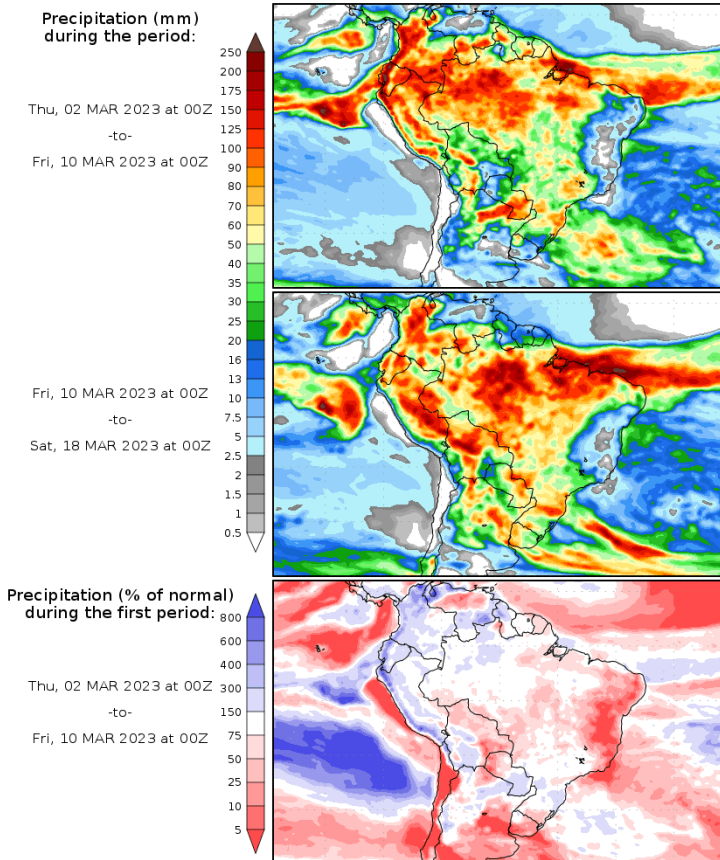 Precipitation (mm)
during the period:
Thu, 02 MAR 2023 at 00Z
-to-
Fri, 10 MAR 2023 at 00Z
250
200
175
150
125
100
90
80
70
60
50
40
35
30
25
20
16
13
10
7.5
5
2.5
2
1.5
1
0.5
Fri, 10 MAR 2023 at 00Z
-to-
Sat, 18 MAR 2023 at 00Z
Precipitation (% of normal)
during the first period:
Thu, 02 MAR 2023 at 00Z
-to-
Fri, 10 MAR 2023 at 00Z
800
600
400
300
150
75
50
25
10
5